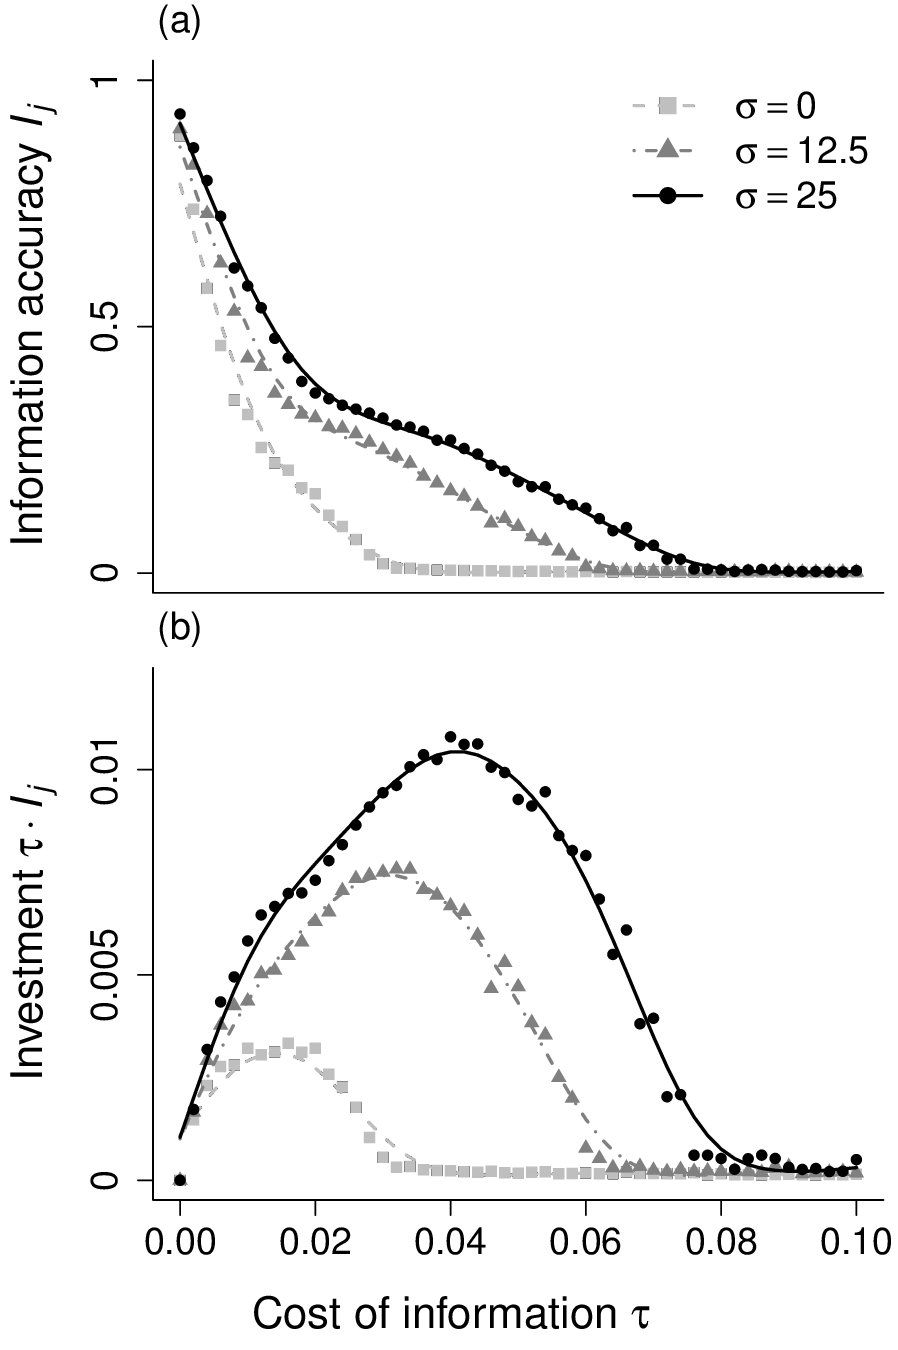 (a)
Information accuracy I_j
1
0.5
0
σ = 0
σ = 12.5
σ = 25
(b)
Investment τ · I_j
0.01
0.005
0
0.00 0.02 0.04 0.06 0.08 0.10
Cost of information τ